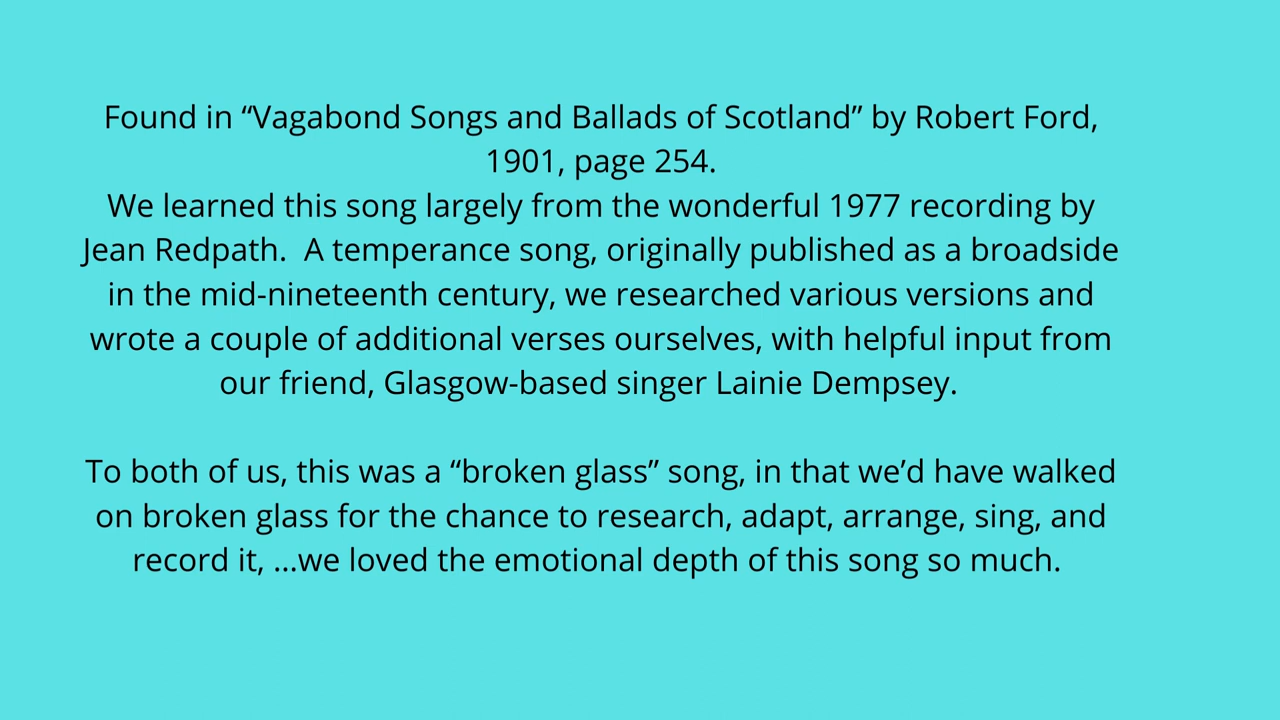 Found in “Vagabond Songs and Ballads of Scotland” by Robert Ford,
1901, page 254.
We learned this song largely from the wonderful 1977 recording by
Jean Redpath.  A temperance song, originally published as a broadside
in the mid-nineteenth century, we researched various versions and
wrote a couple of additional verses ourselves, with helpful input from
our friend, Glasgow-based singer Lainie Dempsey.
To both of us, this was a “broken glass” song, in that we’d have walked
on broken glass for the chance to research, adapt, arrange, sing, and
record it, ...we loved the emotional depth of this song so much.